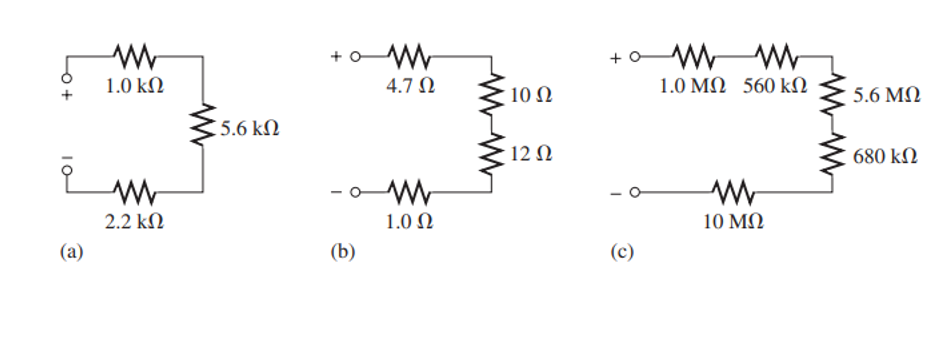 +
1.0 kΩ
5.6 kΩ
–
2.2 kΩ
(a)
+
4.7 Ω
10 Ω
12 Ω
–
1.0 Ω
(b)
+
1.0 MΩ 560 kΩ
5.6 MΩ
680 kΩ
–
10 MΩ
(c)